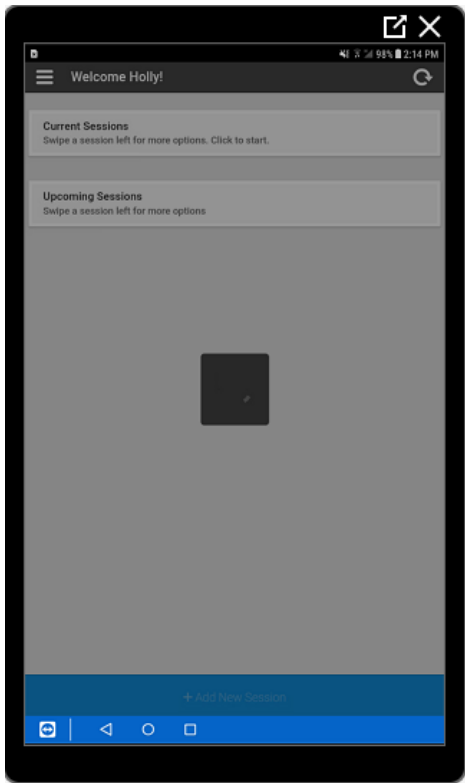 98% 2:14 PM
Welcome Holly!
Current Sessions
Swipe a session left for more options. Click to start.
Upcoming Sessions
Swipe a session left for more options
+ Add New Session